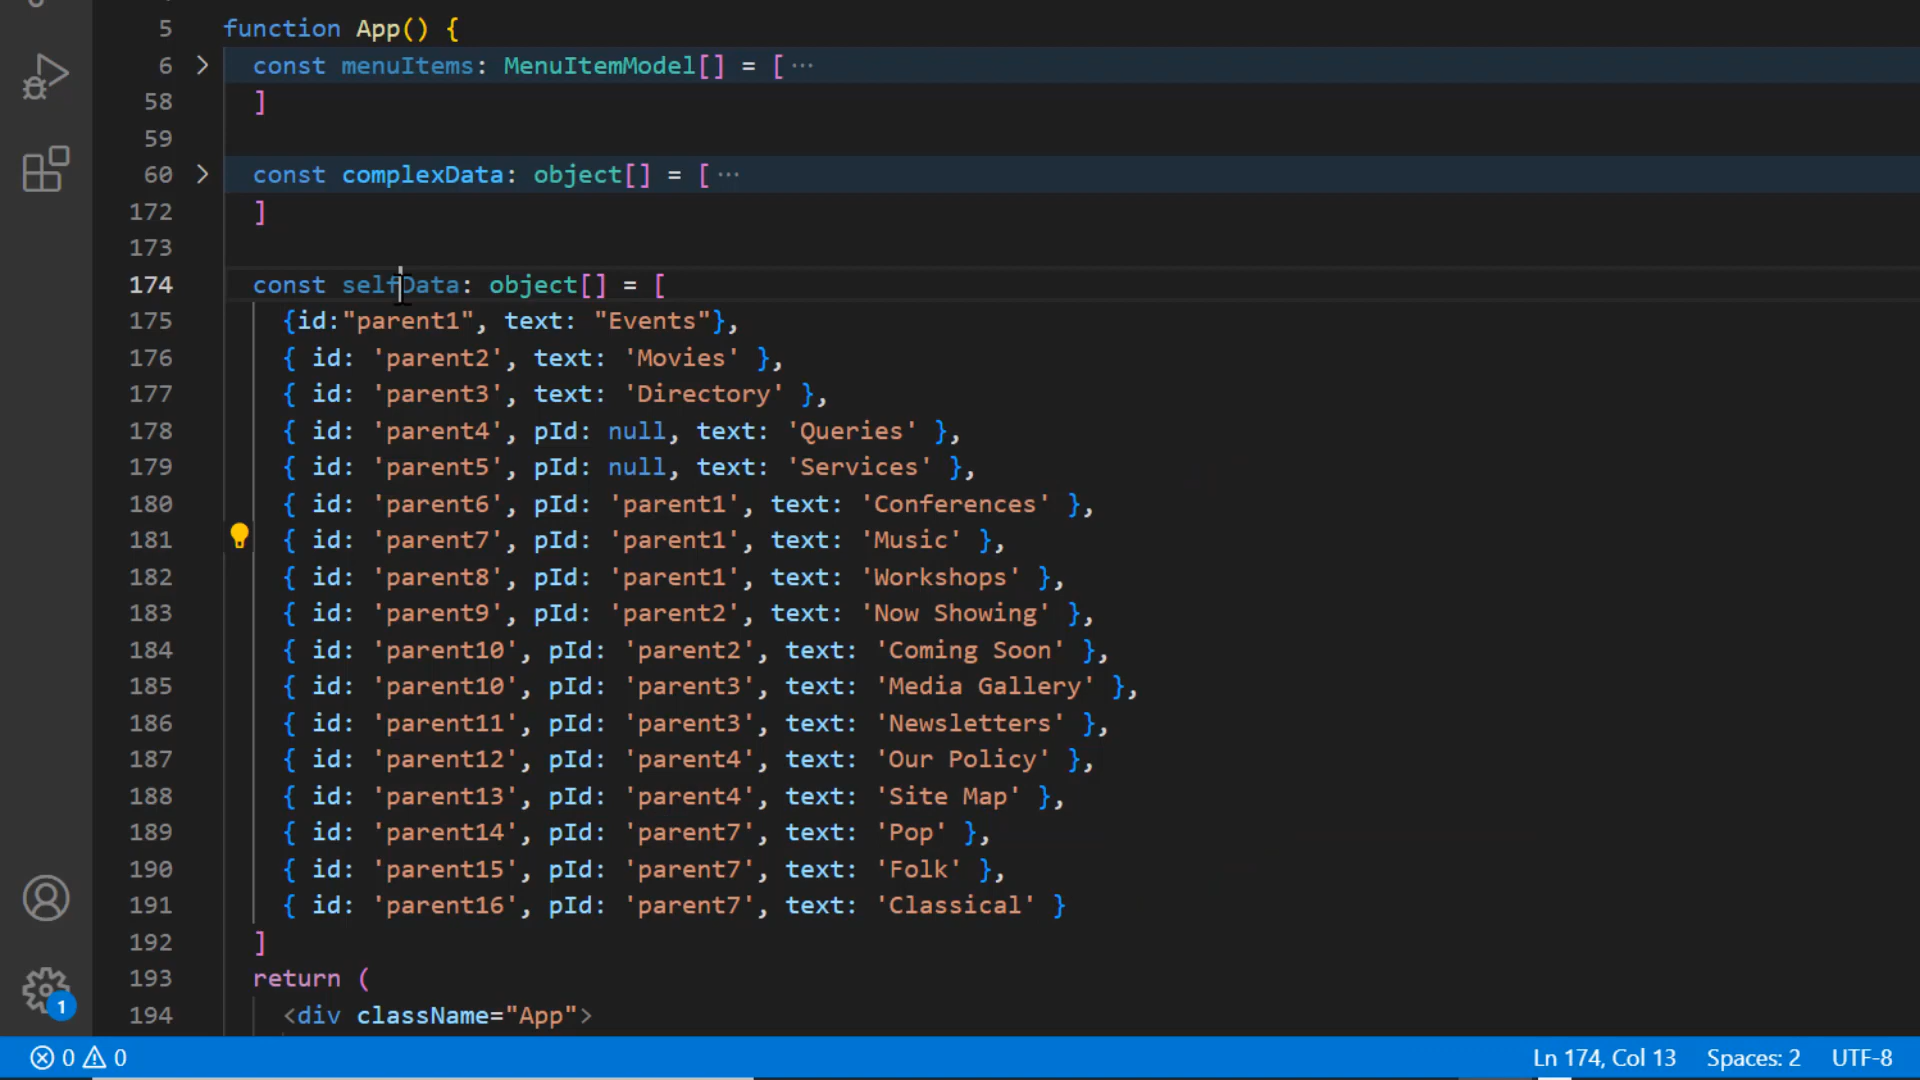 5 function App() {
6 const menuItems: MenuItemModel[] = [ ···
58 ]
59
60 const complexData: object[] = [ ···
172 ]
173
174 const selfData: object[] = [
175 {id:"parent1", text: "Events"},
176 { id: 'parent2', text: 'Movies' },
177 { id: 'parent3', text: 'Directory' },
178 { id: 'parent4', pId: null, text: 'Queries' },
179 { id: 'parent5', pId: null, text: 'Services' },
180 { id: 'parent6', pId: 'parent1', text: 'Conferences' },
181 { id: 'parent7', pId: 'parent1', text: 'Music' },
182 { id: 'parent8', pId: 'parent1', text: 'Workshops' },
183 { id: 'parent9', pId: 'parent2', text: 'Now Showing' },
184 { id: 'parent10', pId: 'parent2', text: 'Coming Soon' },
185 { id: 'parent10', pId: 'parent3', text: 'Media Gallery' },
186 { id: 'parent11', pId: 'parent3', text: 'Newsletters' },
187 { id: 'parent12', pId: 'parent4', text: 'Our Policy' },
188 { id: 'parent13', pId: 'parent4', text: 'Site Map' },
189 { id: 'parent14', pId: 'parent7', text: 'Pop' },
190 { id: 'parent15', pId: 'parent7', text: 'Folk' },
191 { id: 'parent16', pId: 'parent7', text: 'Classical' }
192 ]
193 return (
194 <div className="App">
1
0 0 Ln 174, Col 13 Spaces: 2 UTF-8